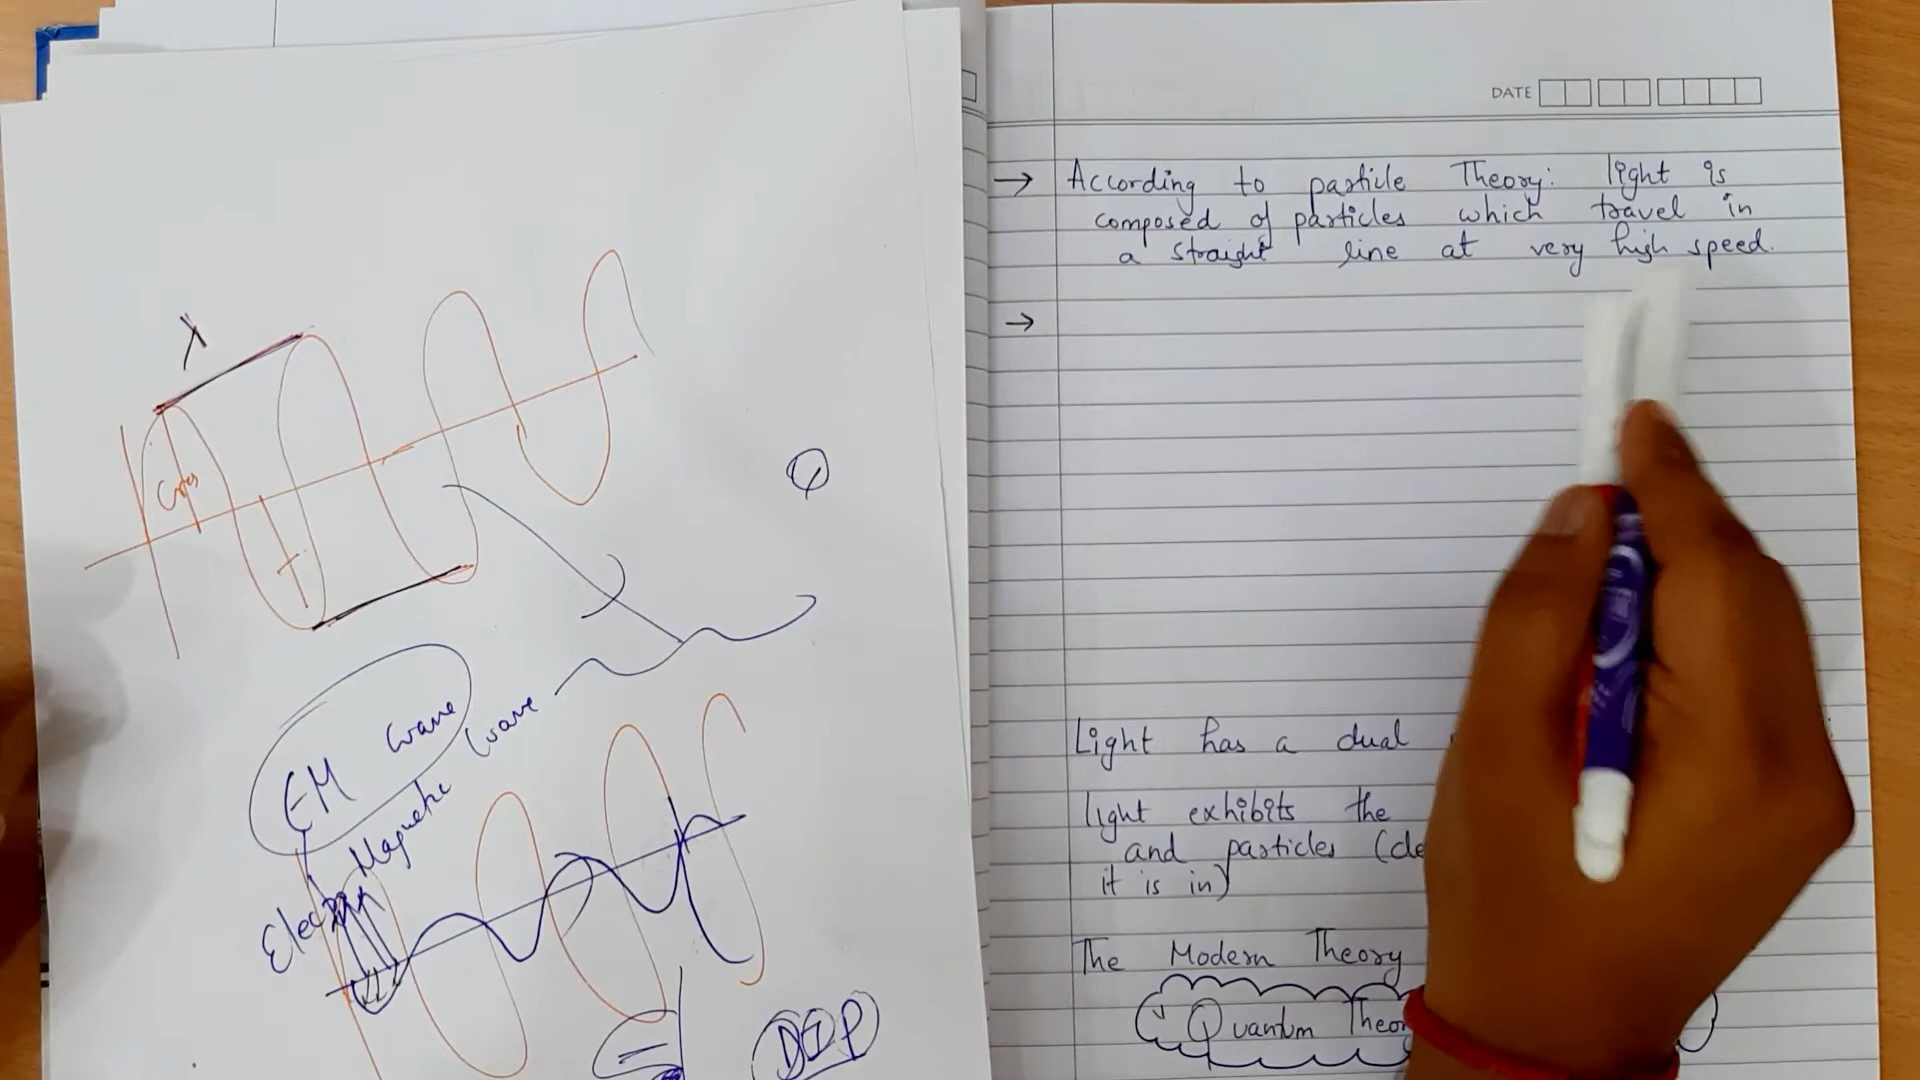 λ
EM wave
Electro Magnetic wave
DIP
DATE
→ According to particle Theory: light is
composed of particles which travel in
a straight line at very high speed.
→
Light has a dual
light exhibits the
and particles (de
it is in)
The Modern Theory
Quantum Theor